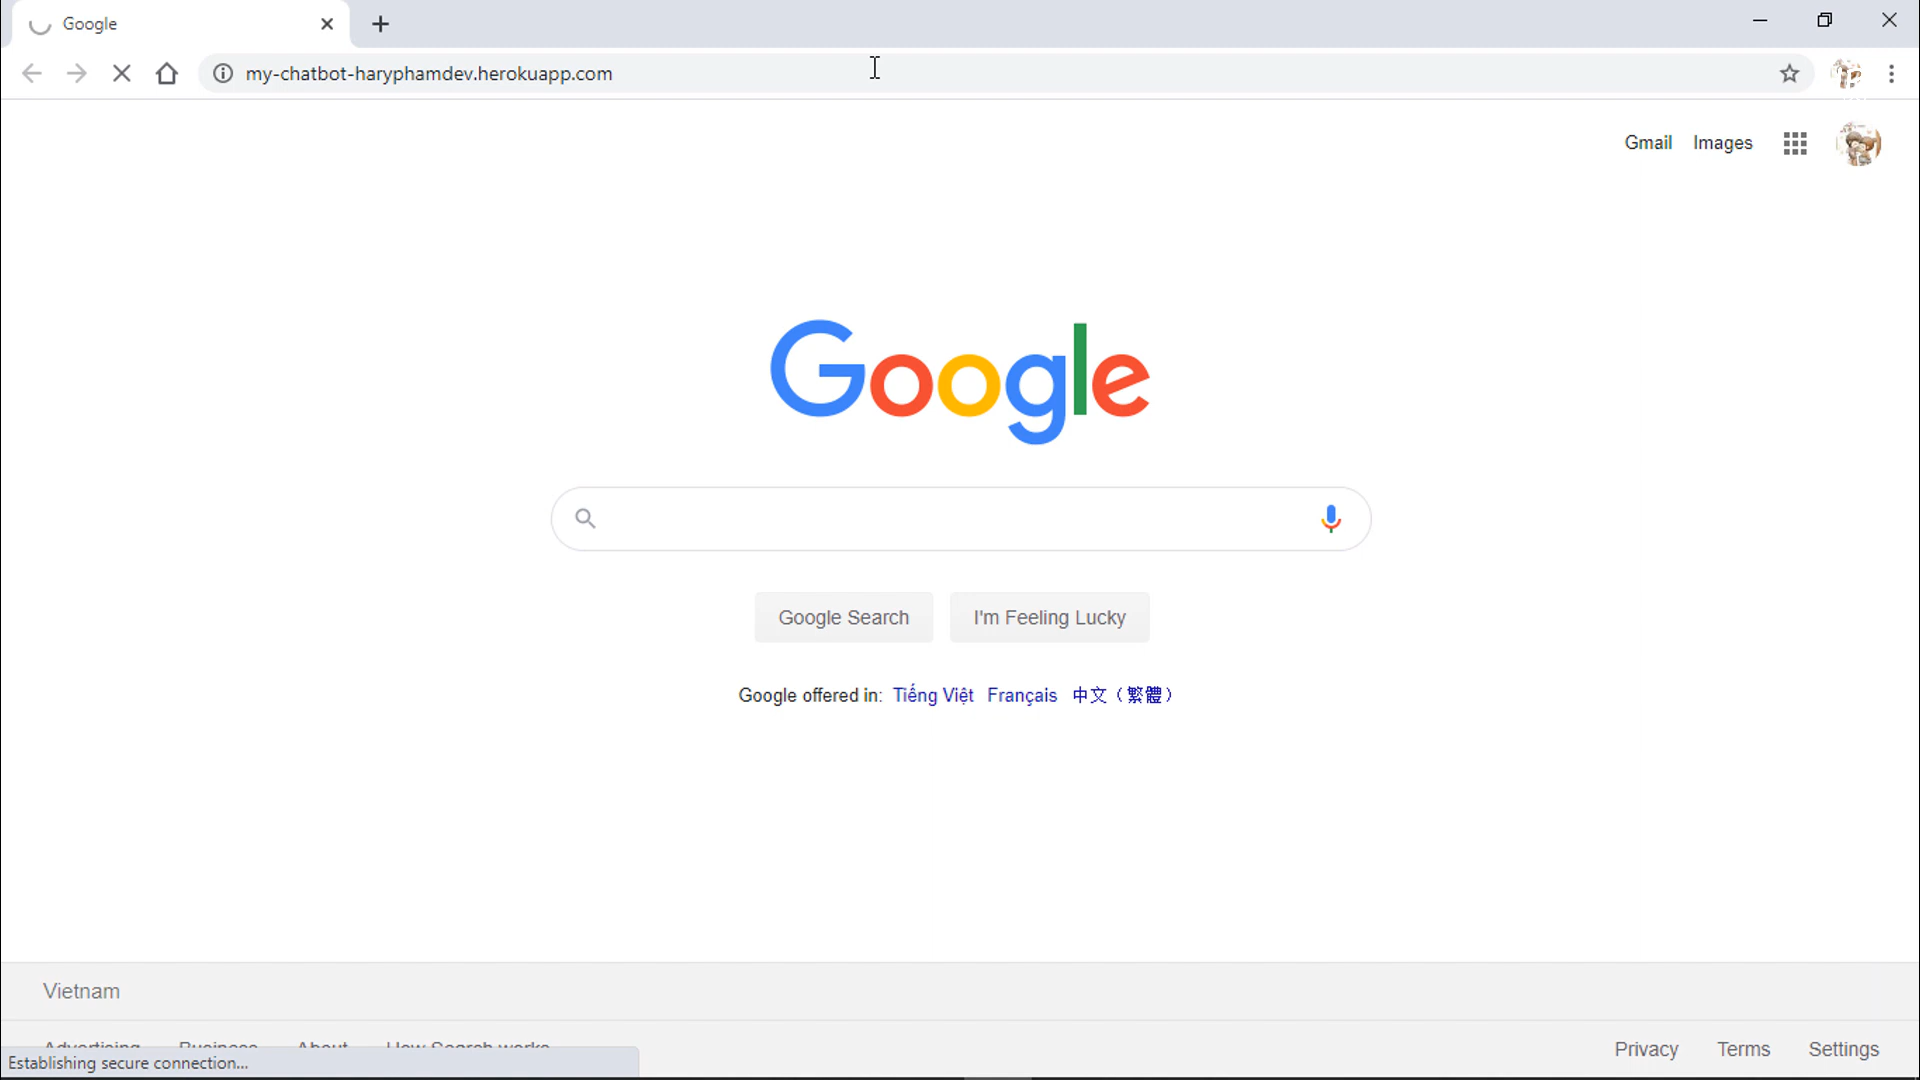 Google
my-chatbot-haryphamdev.herokuapp.com
Gmail Images
Google
Google Search I'm Feeling Lucky
Google offered in: Tiếng Việt Français 中文（繁體）
Vietnam
Advertising Business About How Search works
Privacy Terms Settings
Establishing secure connection...